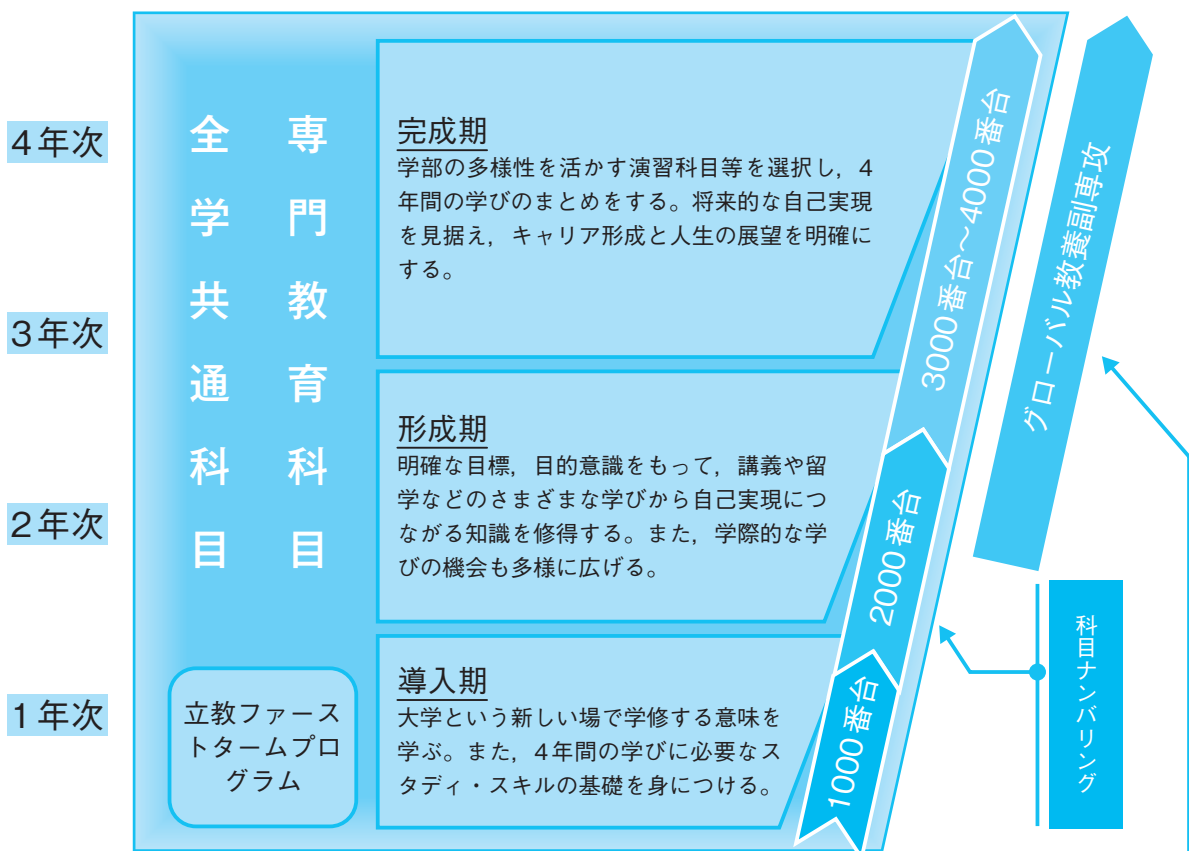 4年次
3年次
2年次
1年次
全学共通科目
専門教育科目
立教ファース
トタームプロ
グラム
完成期
学部の多様性を活かす演習科目等を選択し，4
年間の学びのまとめをする。将来的な自己実現
を見据え，キャリア形成と人生の展望を明確に
する。
形成期
明確な目標，目的意識をもって，講義や留
学などのさまざまな学びから自己実現につ
ながる知識を修得する。また，学際的な学
びの機会も多様に広げる。
導入期
大学という新しい場で学修する意味を
学ぶ。また，4年間の学びに必要なス
タディ・スキルの基礎を身につける。
3000番台～4000番台
2000番台
1000番台
グローバル教養副専攻
科目ナンバリング